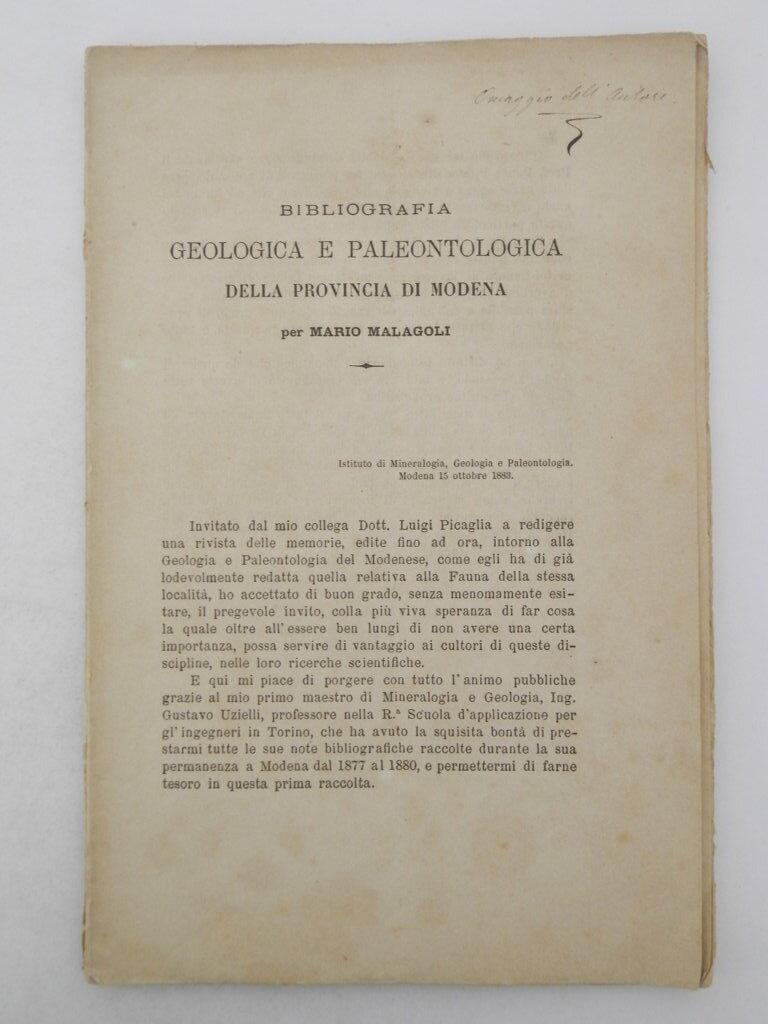 Omaggio dell'Autore.
BIBLIOGRAFIA
GEOLOGICA E PALEONTOLOGICA
DELLA PROVINCIA DI MODENA
per MARIO MALAGOLI
Istituto di Mineralogia, Geologia e Paleontologia.
Modena 15 ottobre 1883.
Invitato dal mio collega Dott. Luigi Picaglia a redigere
una rivista delle memorie, edite fino ad ora, intorno alla
Geologia e Paleontologia del Modenese, come egli ha di già
lodevolmente redatta quella relativa alla Fauna della stessa
località, ho accettato di buon grado, senza menomamente esi-
tare, il pregevole invito, colla più viva speranza di far cosa
la quale oltre all'essere ben lungi di non avere una certa
importanza, possa servire di vantaggio ai cultori di queste di-
scipline, nelle loro ricerche scientifiche.
E qui mi piace di porgere con tutto l'animo pubbliche
grazie al mio primo maestro di Mineralogia e Geologia, Ing.
Gustavo Uzielli, professore nella R.ª Scuola d'applicazione per
gl'ingegneri in Torino, che ha avuto la squisita bontà di pre-
starmi tutte le sue note bibliografiche raccolte durante la sua
permanenza a Modena dal 1877 al 1880, e permettermi di farne
tesoro in questa prima raccolta.